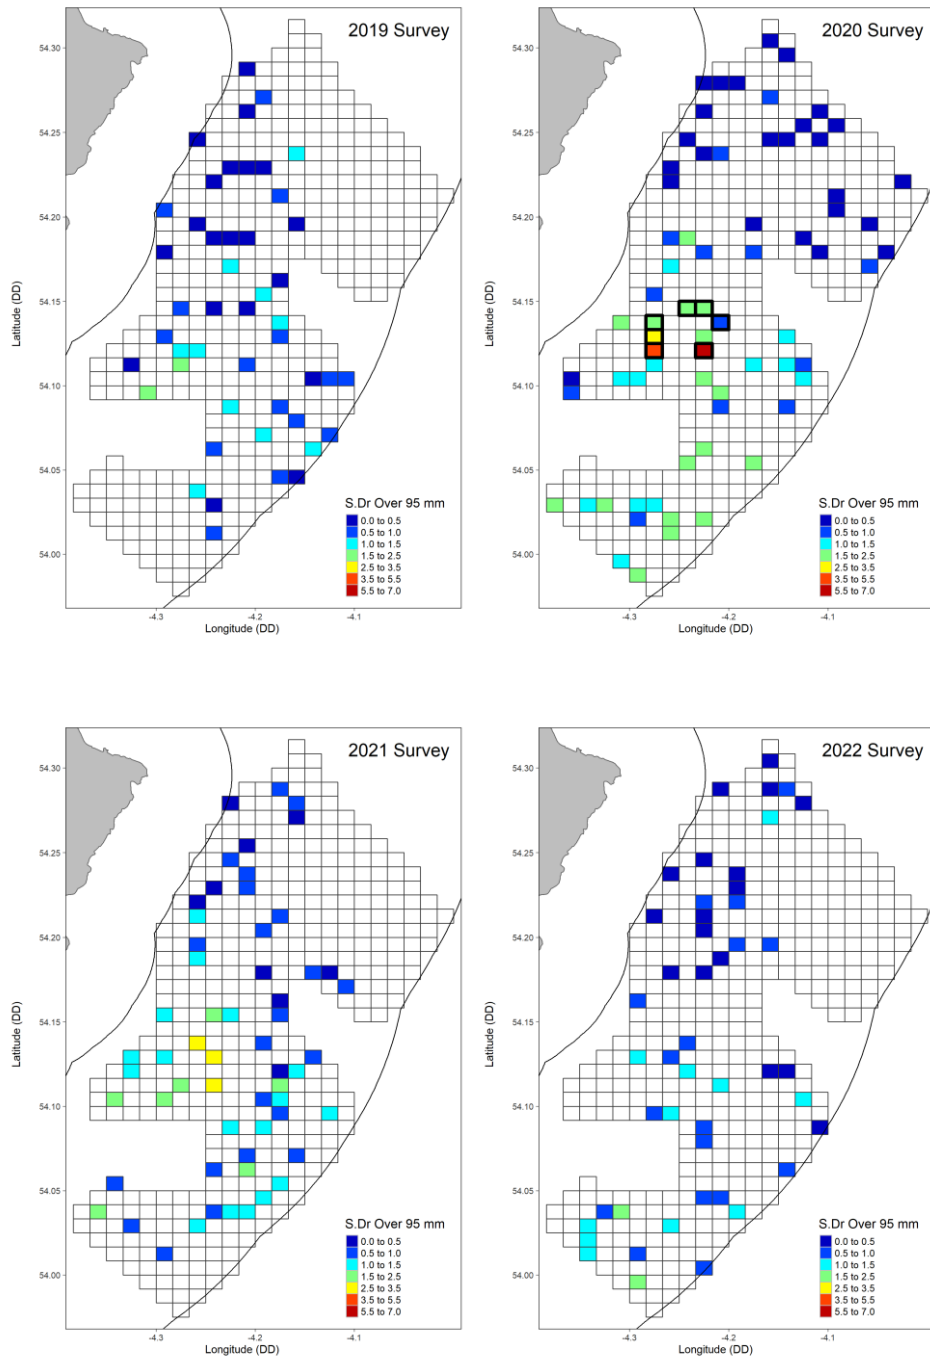 2019 Survey
54.30
54.25
54.20
54.15
54.10
54.05
54.00
Latitude (DD)
S.Dr Over 95 mm
0.0 to 0.5
0.5 to 1.0
1.0 to 1.5
1.5 to 2.5
2.5 to 3.5
3.5 to 5.5
5.5 to 7.0
-4.3
-4.2
-4.1
Longitude (DD)
2020 Survey
54.30
54.25
54.20
54.15
54.10
54.05
54.00
Latitude (DD)
S.Dr Over 95 mm
0.0 to 0.5
0.5 to 1.0
1.0 to 1.5
1.5 to 2.5
2.5 to 3.5
3.5 to 5.5
5.5 to 7.0
-4.3
-4.2
-4.1
Longitude (DD)
2021 Survey
54.30
54.25
54.20
54.15
54.10
54.05
54.00
Latitude (DD)
S.Dr Over 95 mm
0.0 to 0.5
0.5 to 1.0
1.0 to 1.5
1.5 to 2.5
2.5 to 3.5
3.5 to 5.5
5.5 to 7.0
-4.3
-4.2
-4.1
Longitude (DD)
2022 Survey
54.30
54.25
54.20
54.15
54.10
54.05
54.00
Latitude (DD)
S.Dr Over 95 mm
0.0 to 0.5
0.5 to 1.0
1.0 to 1.5
1.5 to 2.5
2.5 to 3.5
3.5 to 5.5
5.5 to 7.0
-4.3
-4.2
-4.1
Longitude (DD)